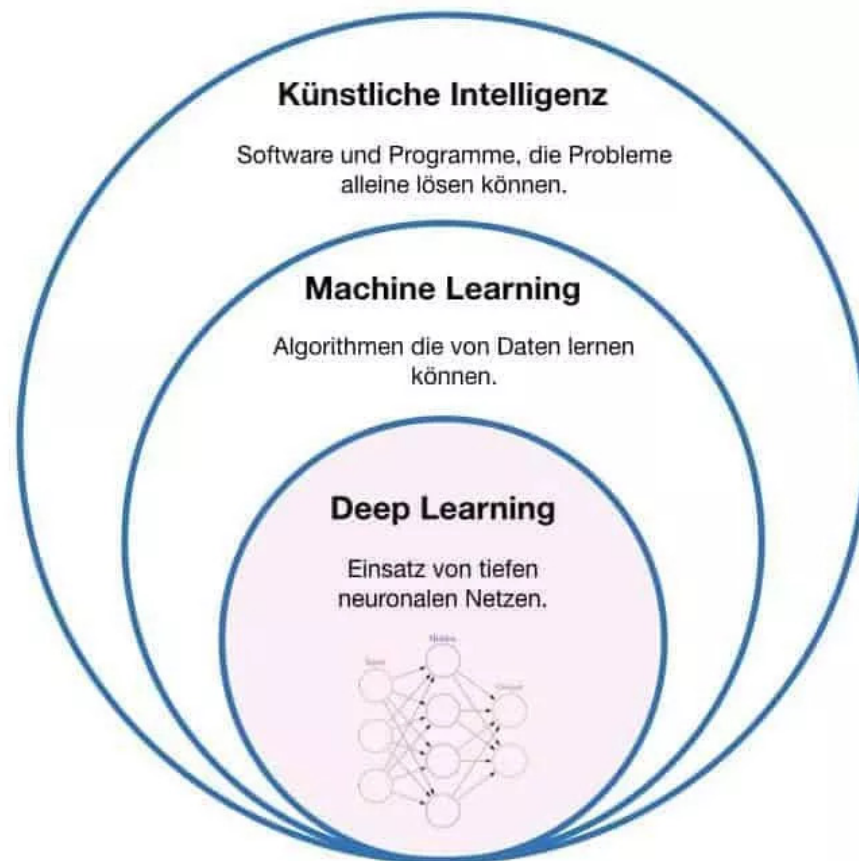 Künstliche Intelligenz
Software und Programme, die Probleme
alleine lösen können.
Machine Learning
Algorithmen die von Daten lernen
können.
Deep Learning
Einsatz von tiefen
neuronalen Netzen.